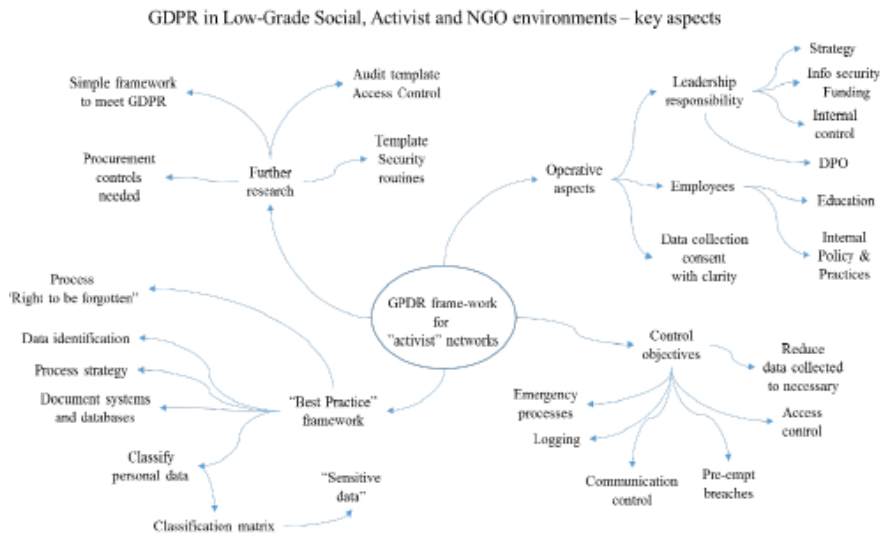 GDPR in Low-Grade Social, Activist and NGO environments – key aspects
Simple framework
to meet GDPR
Audit template
Access Control
Procurement
controls
needed
Further
research
Template
Security
routines
Operative
aspects
Leadership
responsibility
Strategy
Info security
Funding
Internal
control
DPO
Employees
Education
Internal
Policy &
Practices
Data collection
consent
with clarity
GPDR frame-work
for
"activist" networks
Process
'Right to be forgotten"
Data identification
Process strategy
Document systems
and databases
"Best Practice"
framework
Classify
personal data
Classification matrix
"Sensitive
data"
Control
objectives
Reduce
data collected
to necessary
Access
control
Pre-empt
breaches
Communication
control
Logging
Emergency
processes